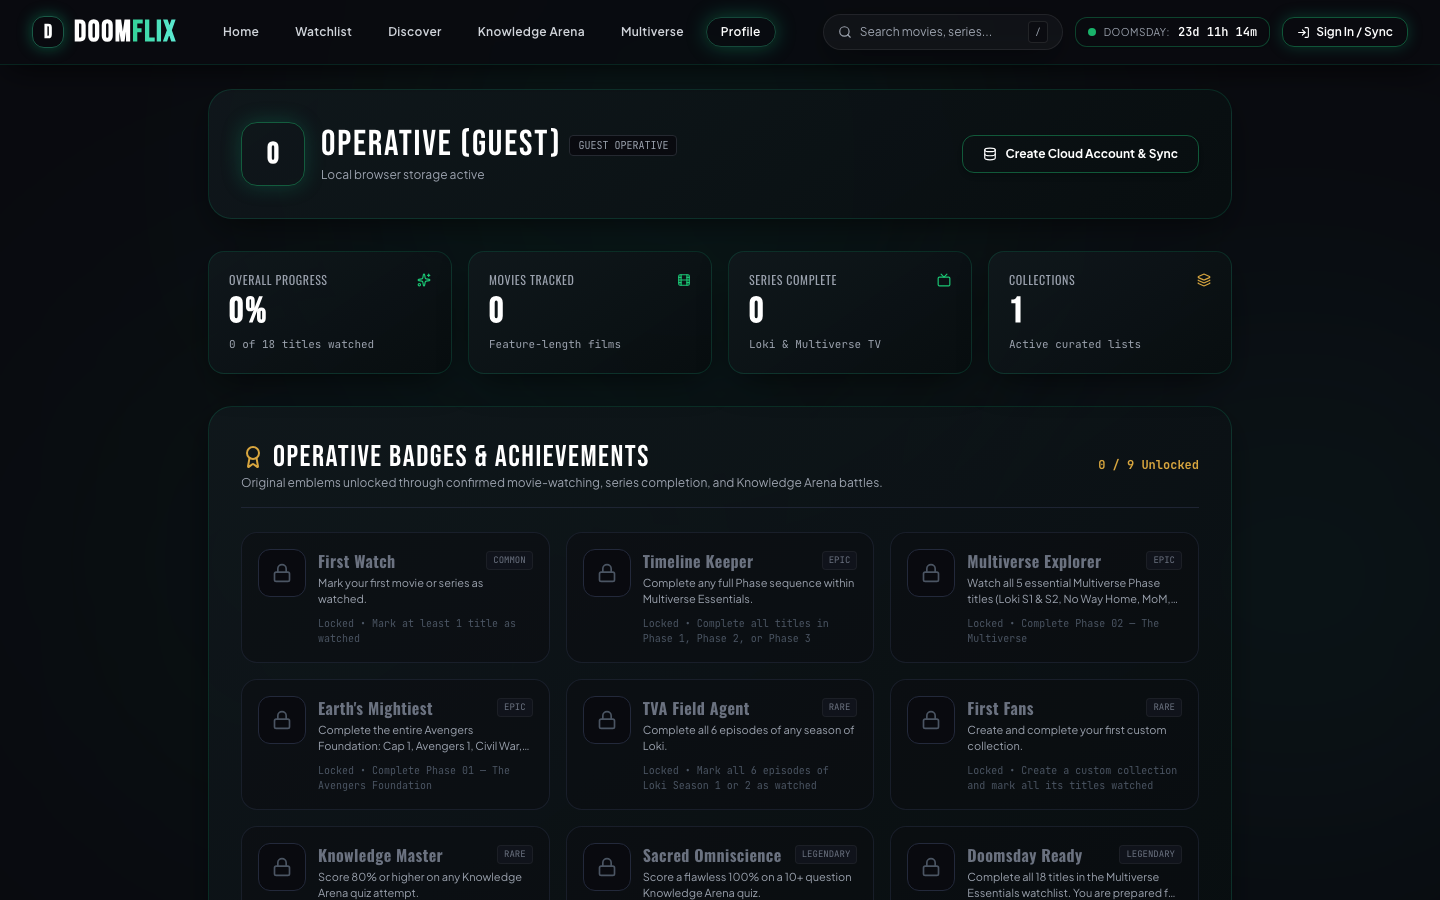 D DOOMFLIX Home Watchlist Discover Knowledge Arena Multiverse Profile Search movies, series... / DOOMSDAY: 23d 11h 14m Sign In / Sync
O OPERATIVE (GUEST) GUEST OPERATIVE
Local browser storage active
Create Cloud Account & Sync
OVERALL PROGRESS
0%
0 of 18 titles watched
MOVIES TRACKED
0
Feature-length films
SERIES COMPLETE
0
Loki & Multiverse TV
COLLECTIONS
1
Active curated lists
OPERATIVE BADGES & ACHIEVEMENTS
Original emblems unlocked through confirmed movie-watching, series completion, and Knowledge Arena battles.
0 / 9 Unlocked
First Watch COMMON
Mark your first movie or series as
watched.
Locked • Mark at least 1 title as
watched
Timeline Keeper EPIC
Complete any full Phase sequence within
Multiverse Essentials.
Locked • Complete all titles in
Phase 1, Phase 2, or Phase 3
Multiverse Explorer EPIC
Watch all 5 essential Multiverse Phase
titles (Loki S1 & S2, No Way Home, MoM,...
Locked • Complete Phase 02 — The
Multiverse
Earth's Mightiest EPIC
Complete the entire Avengers
Foundation: Cap 1, Avengers 1, Civil War,...
Locked • Complete Phase 01 — The
Avengers Foundation
TVA Field Agent RARE
Complete all 6 episodes of any season of
Loki.
Locked • Mark all 6 episodes of
Loki Season 1 or 2 as watched
First Fans RARE
Create and complete your first custom
collection.
Locked • Create a custom collection
and mark all its titles watched
Knowledge Master RARE
Score 80% or higher on any Knowledge
Arena quiz attempt.
Sacred Omniscience LEGENDARY
Score a flawless 100% on a 10+ question
Knowledge Arena quiz.
Doomsday Ready LEGENDARY
Complete all 18 titles in the Multiverse
Essentials watchlist. You are prepared f...